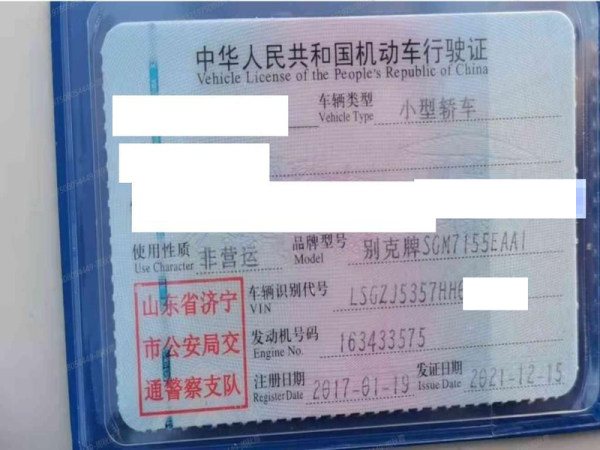 中华人民共和国机动车行驶证
Vehicle License of the People's Republic of China
车辆类型 小型轿车
Vehicle Type
使用性质 非营运 品牌型号 别克牌SGM7155EAA1
Use Character Model
山东省济宁
市公安局交
通警察支队
车辆识别代号 LSGZJ5357HH
VIN
发动机号码 163433575
Engine No.
注册日期 2017-01-19 发证日期 2021-12-15
Register Date Issue Date